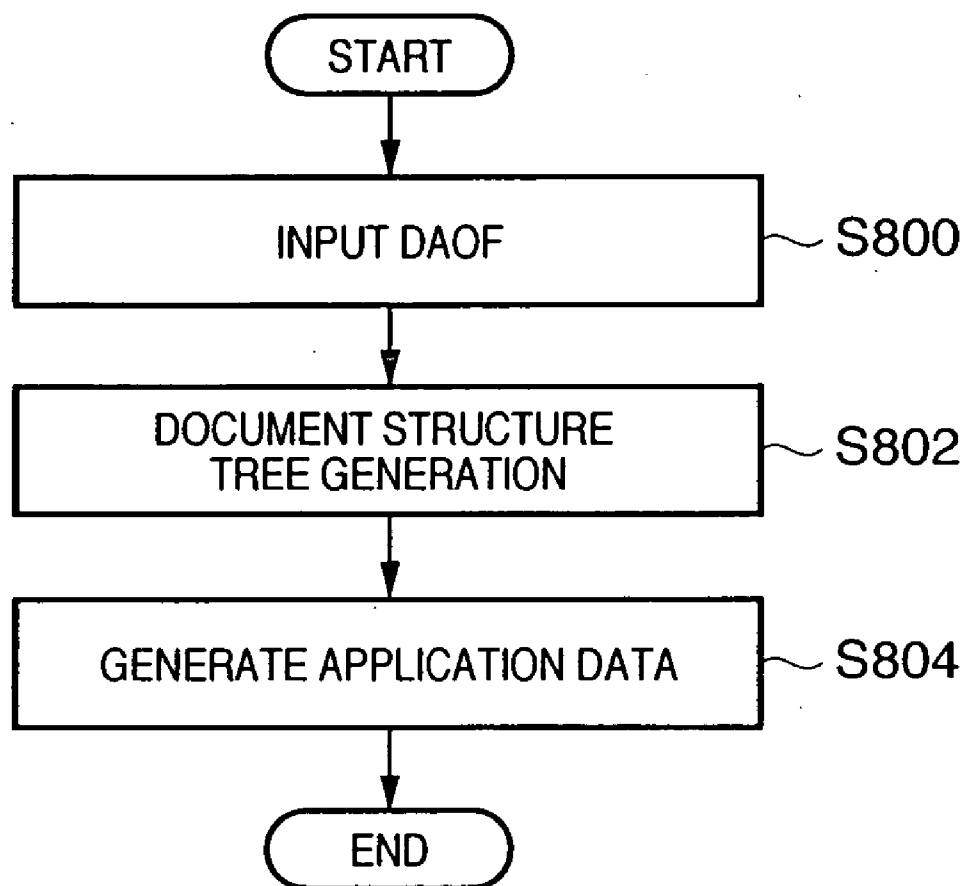 START
INPUT DAOF
S800
DOCUMENT STRUCTURE
TREE GENERATION
S802
GENERATE APPLICATION DATA
S804
END